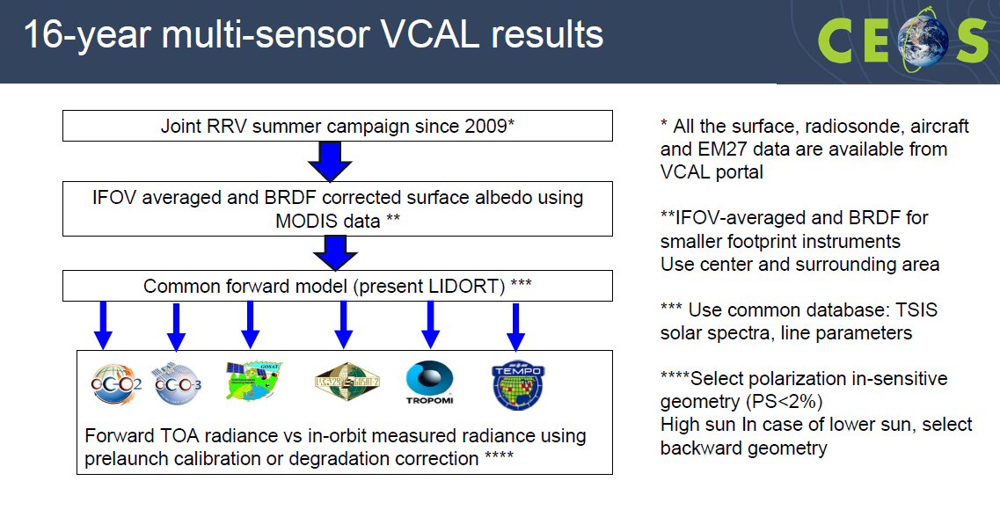 16-year multi-sensor VCAL results
CEOS
Joint RRV summer campaign since 2009*
IFOV averaged and BRDF corrected surface albedo using
MODIS data **
Common forward model (present LIDORT) ***
OCO2
OCO-3
GOSAT
GOSAT-2
TROPOMI
TEMPO
Forward TOA radiance vs in-orbit measured radiance using
prelaunch calibration or degradation correction ****
* All the surface, radiosonde, aircraft
and EM27 data are available from
VCAL portal
**IFOV-averaged and BRDF for
smaller footprint instruments
Use center and surrounding area
*** Use common database: TSIS
solar spectra, line parameters
****Select polarization in-sensitive
geometry (PS<2%)
High sun In case of lower sun, select
backward geometry